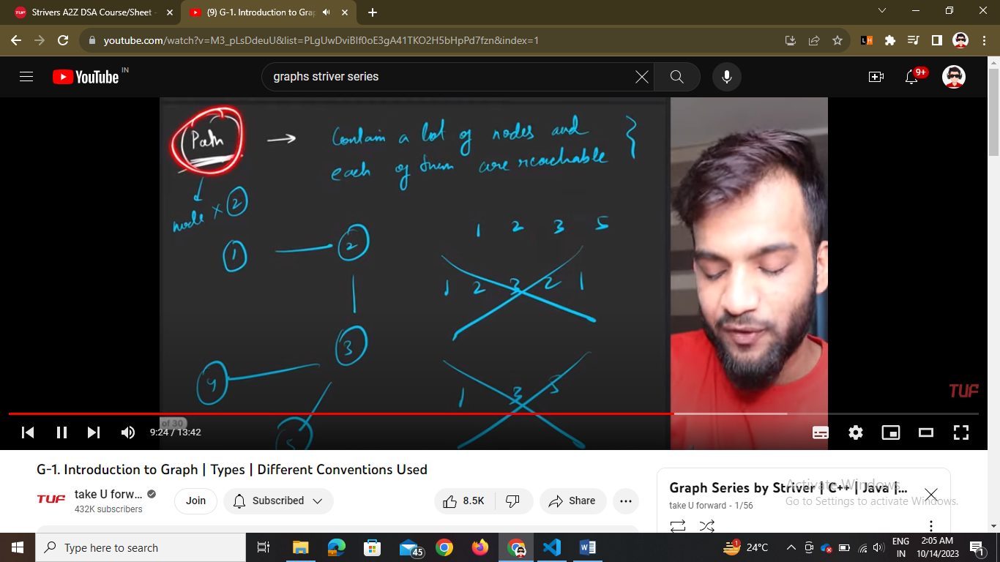 Strivers A2Z DSA Course/Sheet -
(9) G-1. Introduction to Grap
youtube.com/watch?v=M3_pLsDdeuU&list=PLgUwDviBIf0oE3gA41TKO2H5bHpPd7fzn&index=1
YouTube IN
graphs striver series
9+
Path → Contain a lot of nodes and
each of them are reachable
node × 2
1 2 3 5
1 2
1 2 3 2 1
3
4
1 3 5
5
TUF
of 30
9:24 / 13:42
G-1. Introduction to Graph | Types | Different Conventions Used
TUF take U forw...
432K subscribers
Join
Subscribed
8.5K
Share
Graph Series by Striver | C++ | Java |...
take U forward - 1/56
Activate Windows
Go to Settings to activate Windows.
Type here to search
45
1
24°C
ENG
IN
2:05 AM
10/14/2023
1